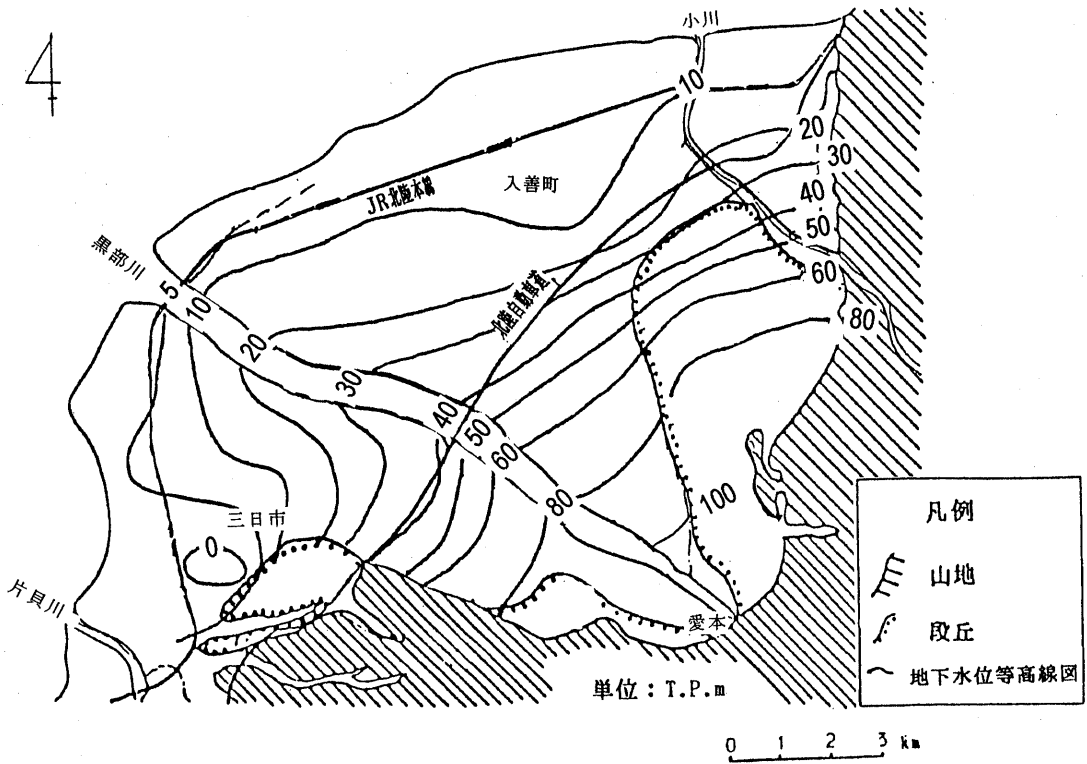 小川
10
20
30
40
50
60
80
入善町
JR北陸本線
黒部川
5
10
20
30
40
50
60
80
100
北陸自動車道
三日市
0
片貝川
愛本
単位：T.P.m
凡例
山地
段丘
地下水位等高線図
0 1 2 3 km